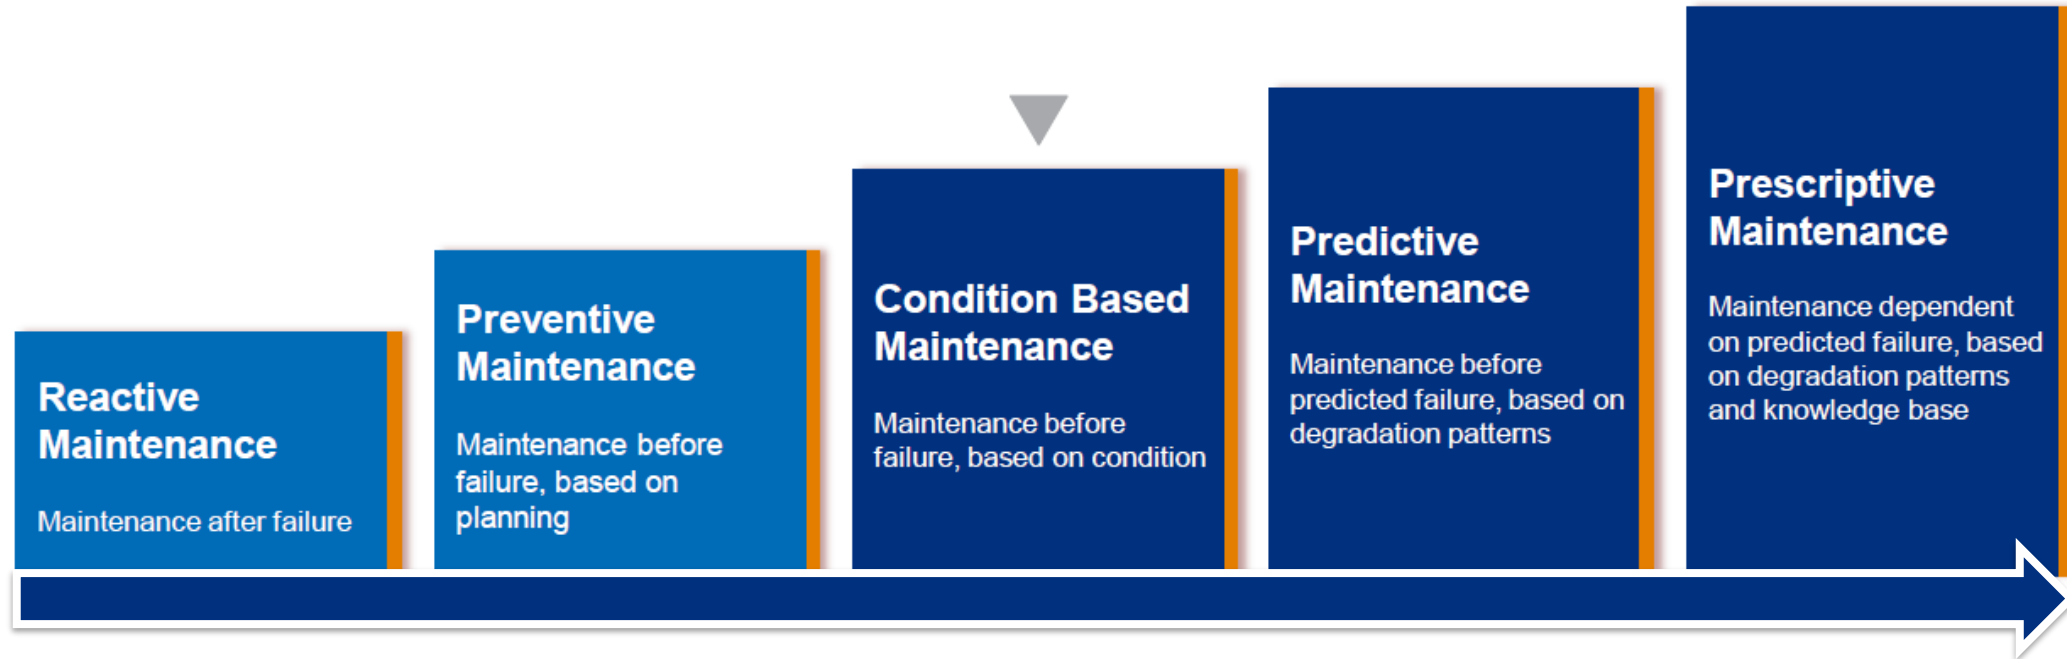 Reactive
Maintenance
Maintenance after failure
Preventive
Maintenance
Maintenance before
failure, based on
planning
Condition Based
Maintenance
Maintenance before
failure, based on condition
Predictive
Maintenance
Maintenance before
predicted failure, based on
degradation patterns
Prescriptive
Maintenance
Maintenance dependent
on predicted failure, based
on degradation patterns
and knowledge base